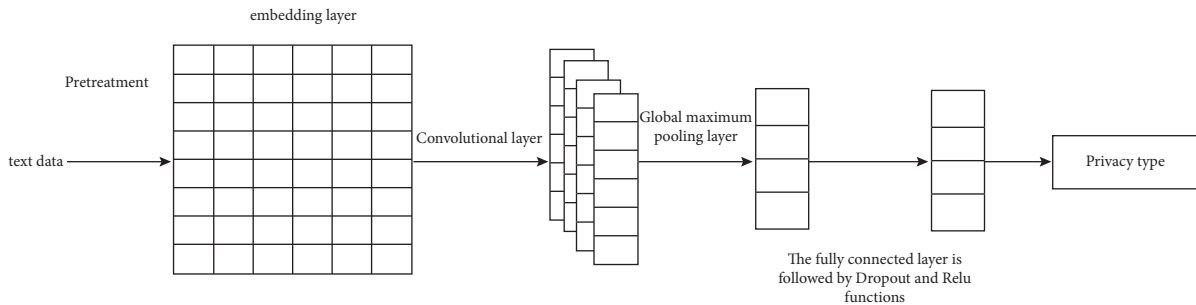 embedding layer
Pretreatment
text data
Convolutional layer
Global maximum
pooling layer
The fully connected layer is
followed by Dropout and Relu
functions
Privacy type